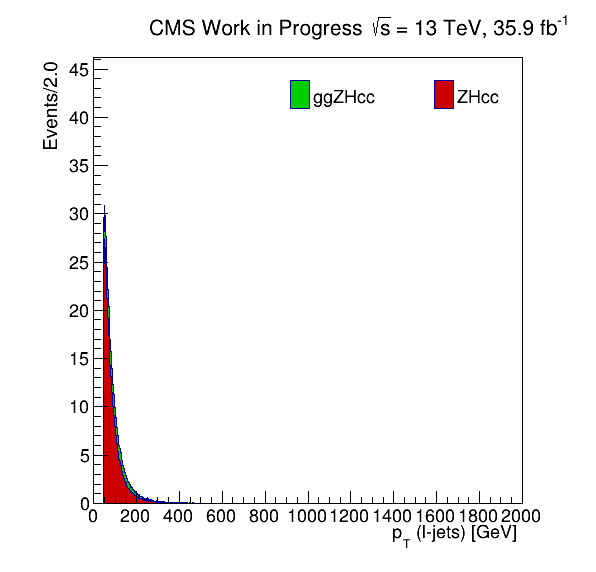 CMS Work in Progress √s = 13 TeV, 35.9 fb⁻¹
Events/2.0
ggZHcc ZHcc
45
40
35
30
25
20
15
10
5
0
0 200 400 600 800 1000 1200 1400 1600 1800 2000
p_T (l-jets) [GeV]